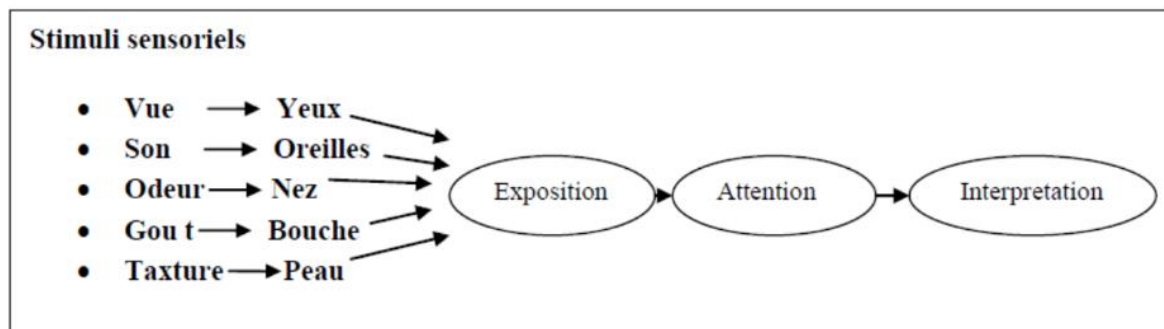 Stimuli sensoriels
• Vue → Yeux
• Son → Oreilles
• Odeur → Nez
• Gou t → Bouche
• Taxture → Peau
Exposition → Attention → Interpretation